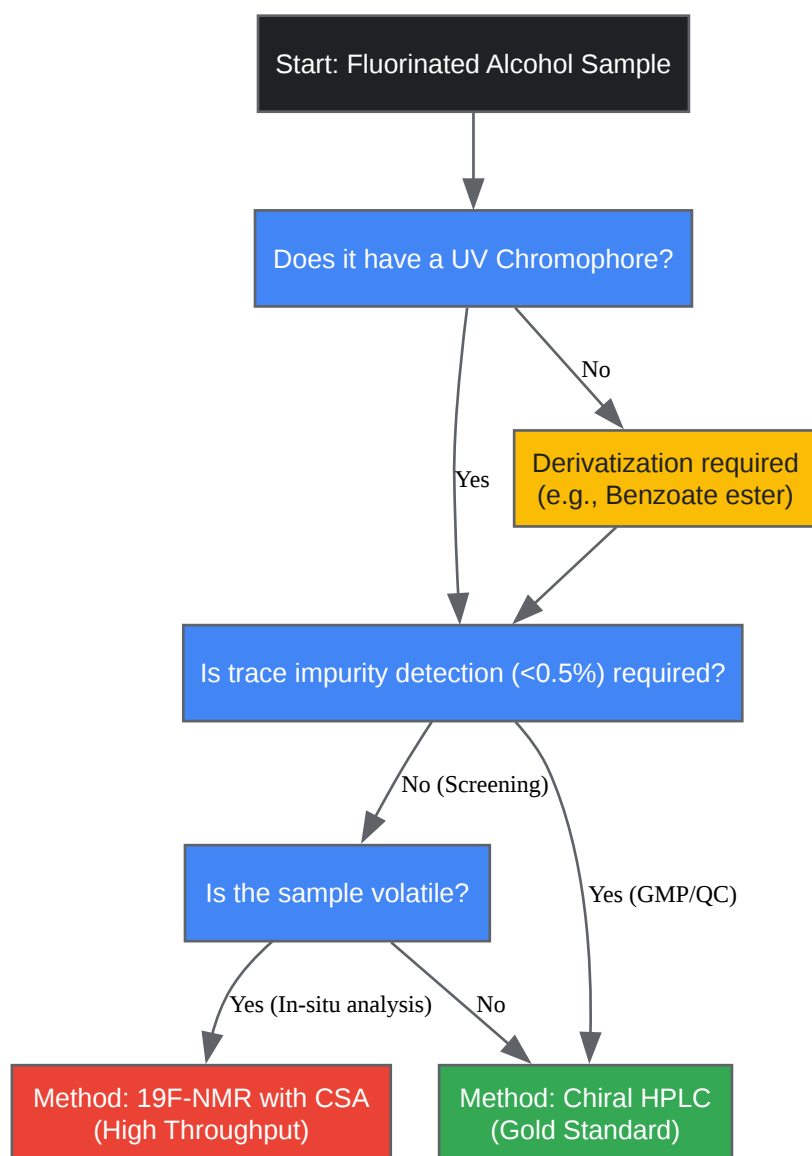 Start: Fluorinated Alcohol Sample
Does it have a UV Chromophore?
No
Derivatization required
(e.g., Benzoate ester)
Yes
Is trace impurity detection (<0.5%) required?
No (Screening)
Is the sample volatile?
Yes (GMP/QC)
Yes (In-situ analysis)
No
Method: 19F-NMR with CSA
(High Throughput)
Method: Chiral HPLC
(Gold Standard)